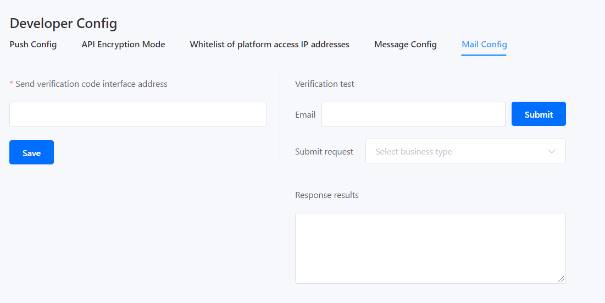 Developer Config
Push Config API Encryption Mode Whitelist of platform access IP addresses Message Config Mail Config
* Send verification code interface address
Save
Verification test
Email Submit
Submit request Select business type
Response results